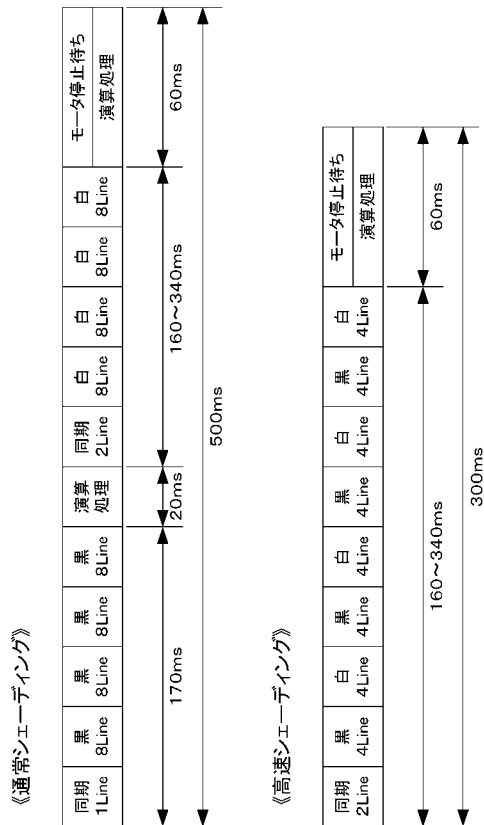 《通常シェーディング》
同期
1Line
黒
8Line
黒
8Line
黒
8Line
黒
8Line
演算
処理
同期
2Line
白
8Line
白
8Line
白
8Line
白
8Line
モータ停止待ち
演算処理
170ms
20ms
160～340ms
60ms
500ms
《高速シェーディング》
同期
2Line
黒
4Line
白
4Line
黒
4Line
白
4Line
黒
4Line
白
4Line
黒
4Line
白
4Line
モータ停止待ち
演算処理
160～340ms
60ms
300ms